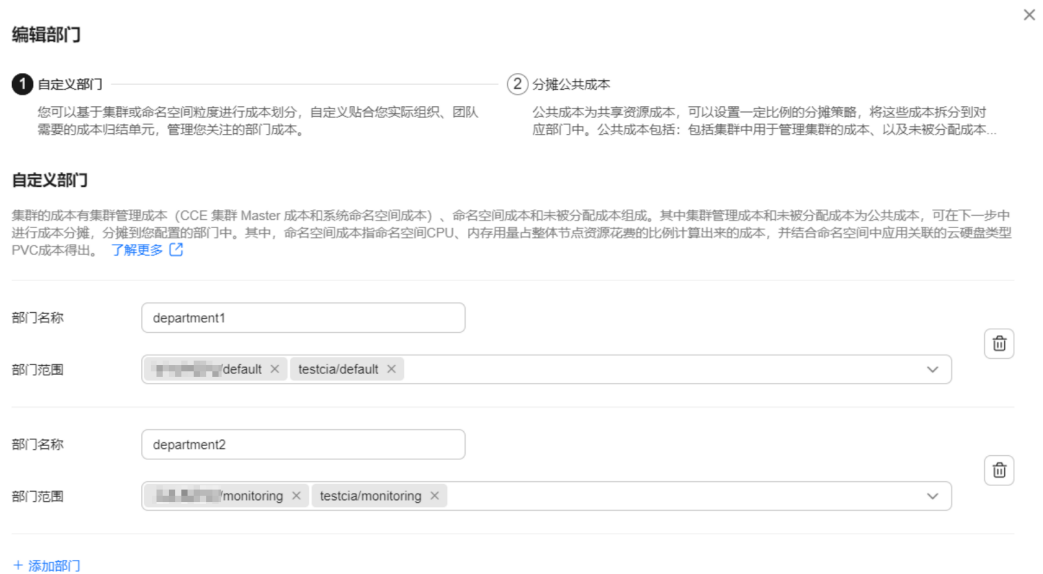 编辑部门
1 自定义部门
您可以基于集群或命名空间粒度进行成本划分，自定义贴合您实际组织、团队
需要的成本归结单元，管理您关注的部门成本。
2 分摊公共成本
公共成本为共享资源成本，可以设置一定比例的分摊策略，将这些成本拆分到对
应部门中。公共成本包括：包括集群中用于管理集群的成本、以及未被分配成本...
自定义部门
集群的成本有集群管理成本（CCE 集群 Master 成本和系统命名空间成本）、命名空间成本和未被分配成本组成。其中集群管理成本和未被分配成本为公共成本，可在下一步中
进行成本分摊，分摊到您配置的部门中。其中，命名空间成本指命名空间CPU、内存用量占整体节点资源花费的比例计算出来的成本，并结合命名空间中应用关联的云硬盘类型
PVC成本得出。 了解更多
部门名称 department1
部门范围 /default testcia/default
部门名称 department2
部门范围 /monitoring testcia/monitoring
+ 添加部门